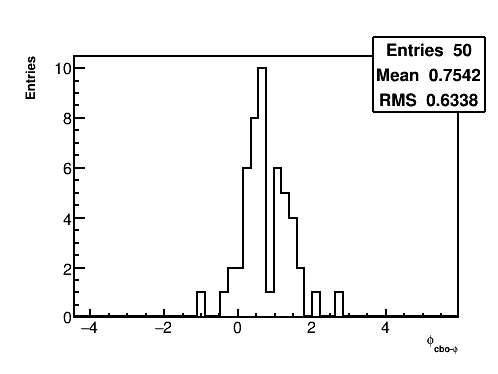 Entries 50
Mean 0.7542
RMS 0.6338
Entries
10
8
6
4
2
0
−4 −2 0 2 4
ϕcbo-ϕ